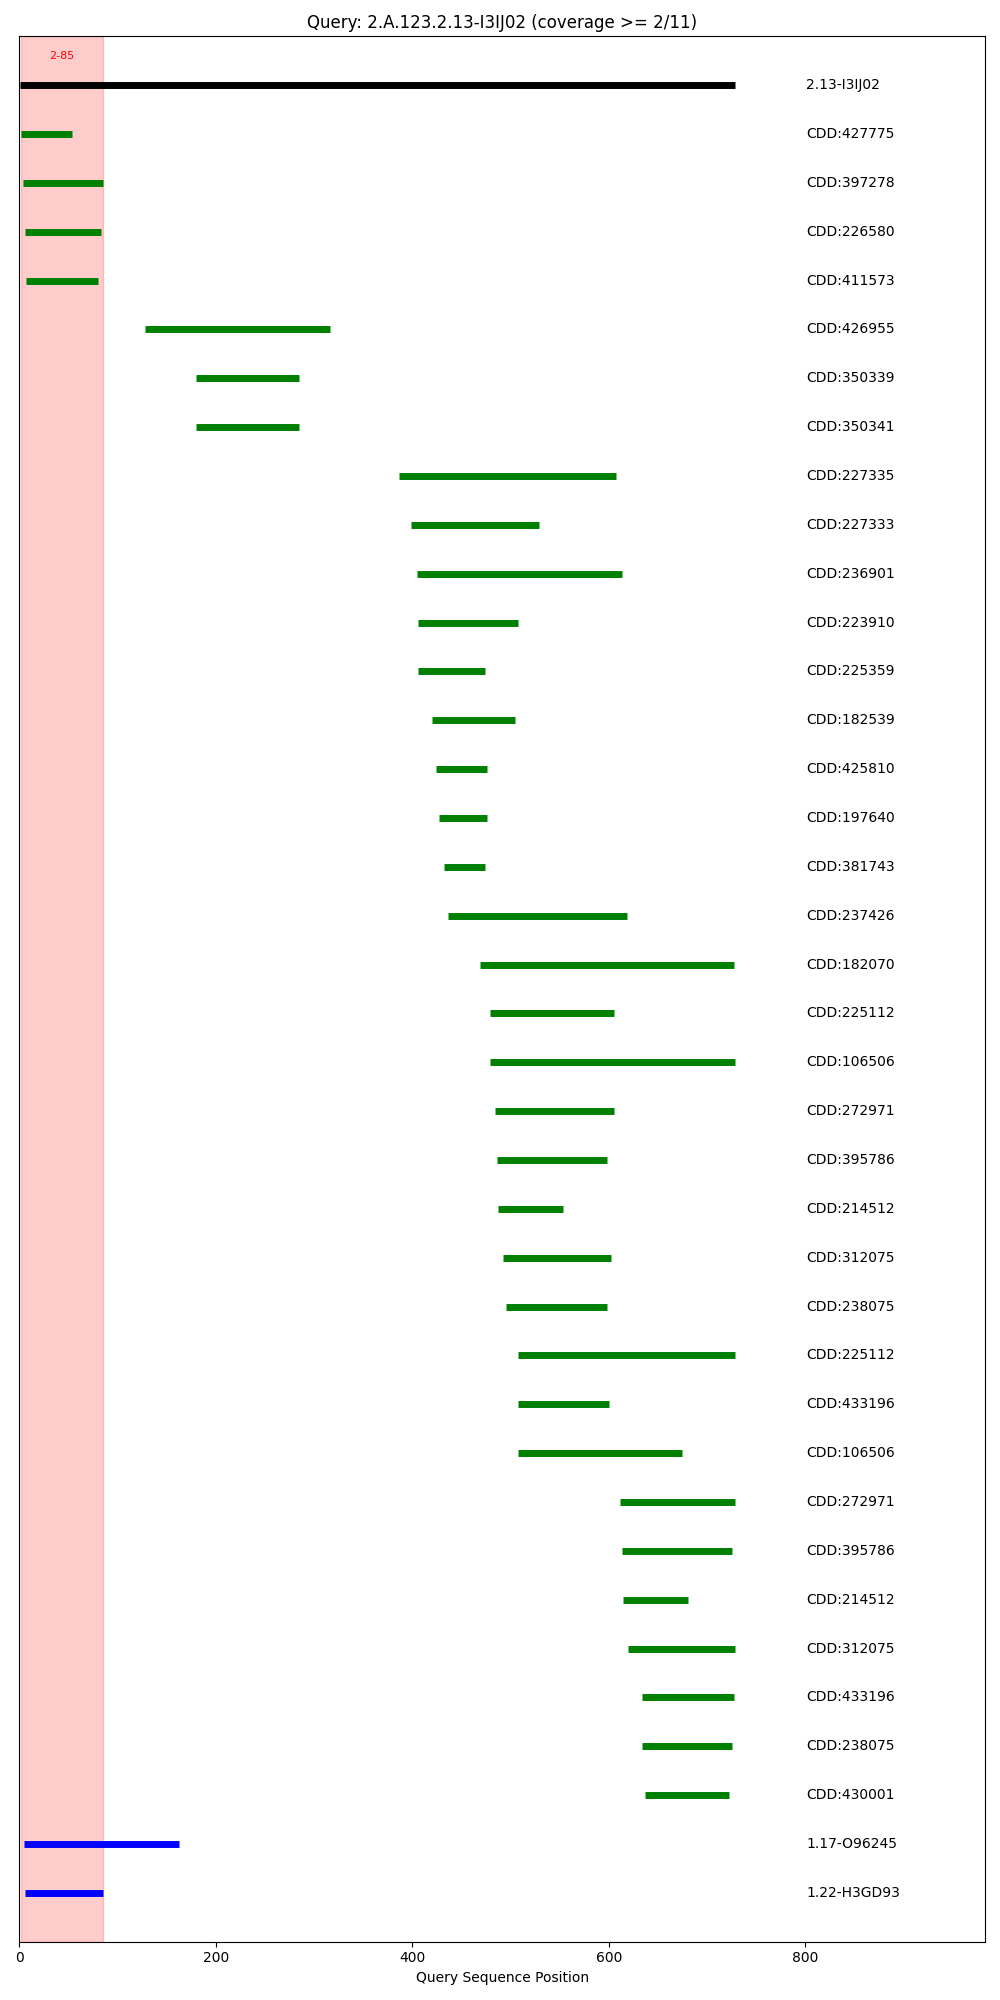 Query: 2.A.123.2.13-I3IJ02 (coverage >= 2/11)
2-85
2.13-I3IJ02
CDD:427775
CDD:397278
CDD:226580
CDD:411573
CDD:426955
CDD:350339
CDD:350341
CDD:227335
CDD:227333
CDD:236901
CDD:223910
CDD:225359
CDD:182539
CDD:425810
CDD:197640
CDD:381743
CDD:237426
CDD:182070
CDD:225112
CDD:106506
CDD:272971
CDD:395786
CDD:214512
CDD:312075
CDD:238075
CDD:225112
CDD:433196
CDD:106506
CDD:272971
CDD:395786
CDD:214512
CDD:312075
CDD:433196
CDD:238075
CDD:430001
1.17-O96245
1.22-H3GD93
0 200 400 600 800
Query Sequence Position